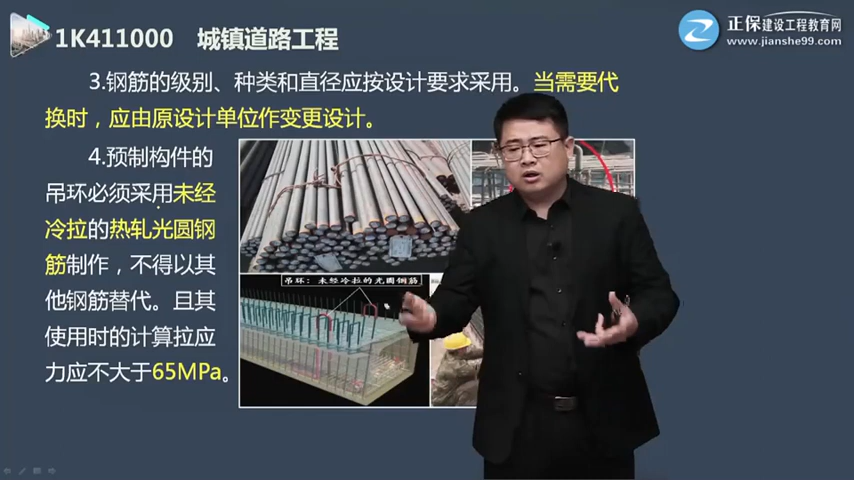 1K411000 城镇道路工程
正保建设工程教育网
www.jianshe99.com
3.钢筋的级别、种类和直径应按设计要求采用。当需要代
换时，应由原设计单位作变更设计。
4.预制构件的
吊环必须采用未经
冷拉的热轧光圆钢
筋制作，不得以其
他钢筋替代。且其
使用时的计算拉应
力应不大于65MPa。
吊环：未经冷拉的光圆钢筋